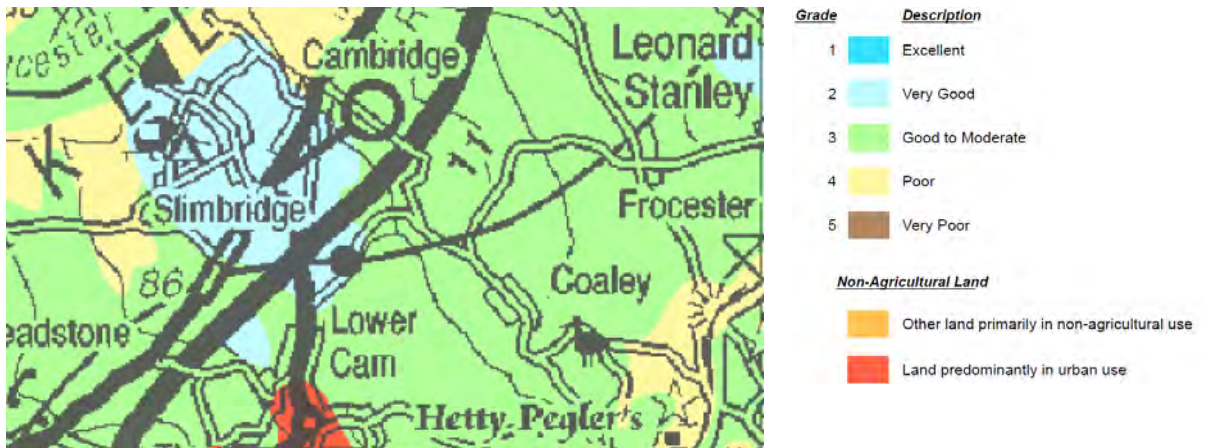 rcester
Cambridge
Leonard
Stanley
K
Slimbridge
Frocester
86
Coaley
eadstone
Lower
Cam
Hetty Pegler's
Grade Description
1 Excellent
2 Very Good
3 Good to Moderate
4 Poor
5 Very Poor
Non-Agricultural Land
Other land primarily in non-agricultural use
Land predominantly in urban use